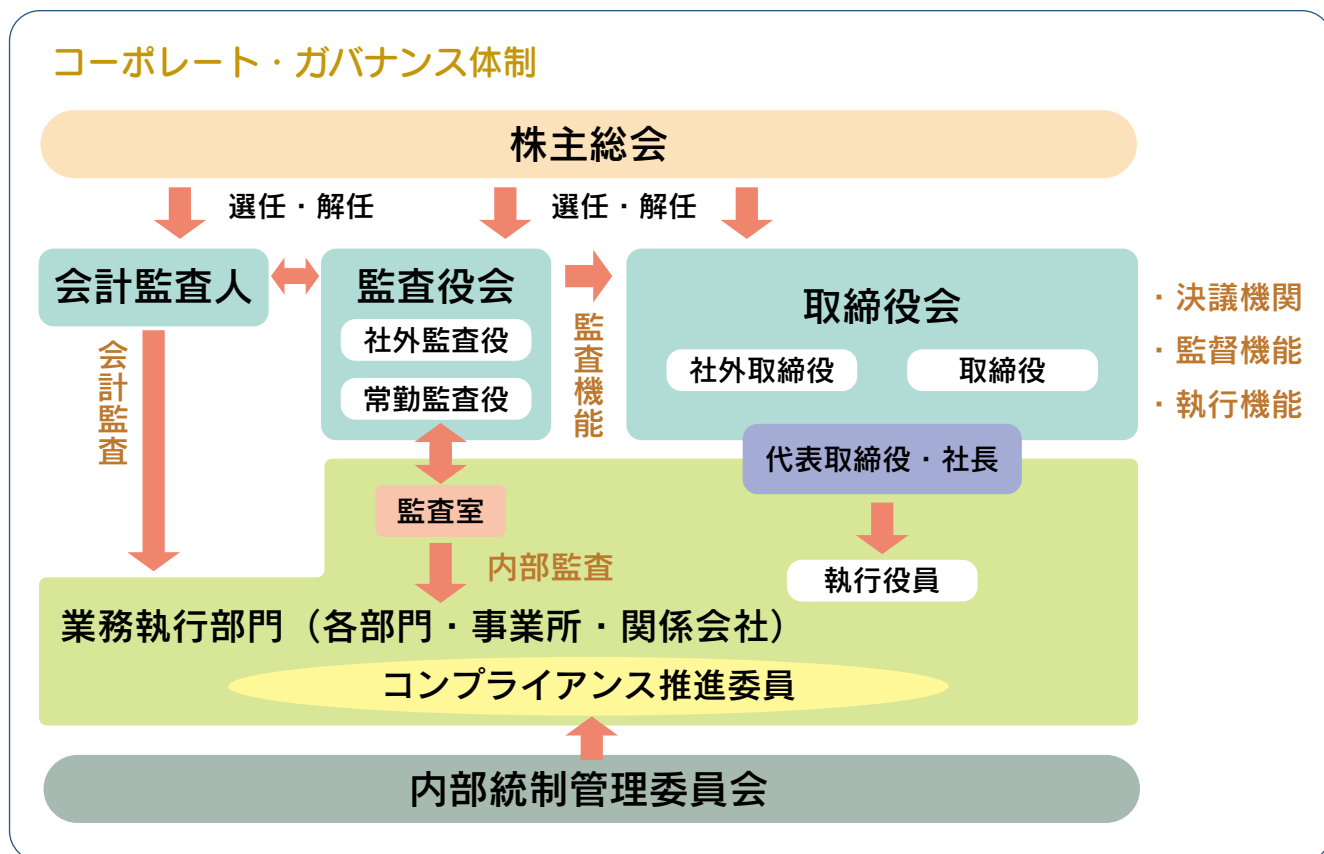 コーポレート・ガバナンス体制
株主総会
選任・解任
選任・解任
会計監査人
監査役会
社外監査役
常勤監査役
監査機能
取締役会
社外取締役
取締役
・決議機関
・監督機能
・執行機能
会計監査
代表取締役・社長
監査室
内部監査
執行役員
業務執行部門（各部門・事業所・関係会社）
コンプライアンス推進委員
内部統制管理委員会